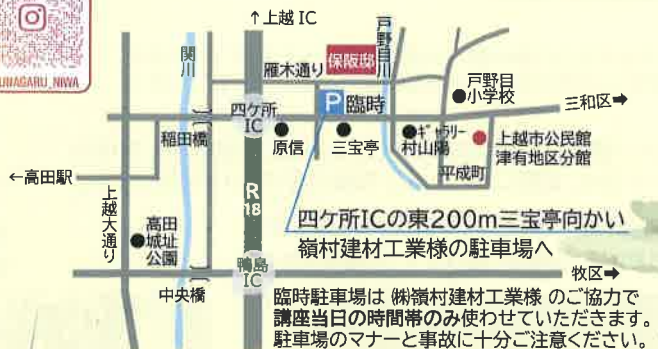 ↑上越 IC
UNAGARU_NIWA
関川
戸野目川
雁木通り
保阪邸
P 臨時
戸野目
小学校
三和区➡
四ケ所
IC
稲田橋
原信
三宝亭
ギャラリー
村山陽
上越市公民館
津有地区分館
平成町
←高田駅
上越大通り
R
18
高田
城址
公園
四ケ所ICの東200m三宝亭向かい
嶺村建材工業様の駐車場へ
鴨島
IC
中央橋
牧区➡
臨時駐車場は ㈱嶺村建材工業様 のご協力で
講座当日の時間帯のみ使わせていただきます。
駐車場のマナーと事故に十分ご注意ください。